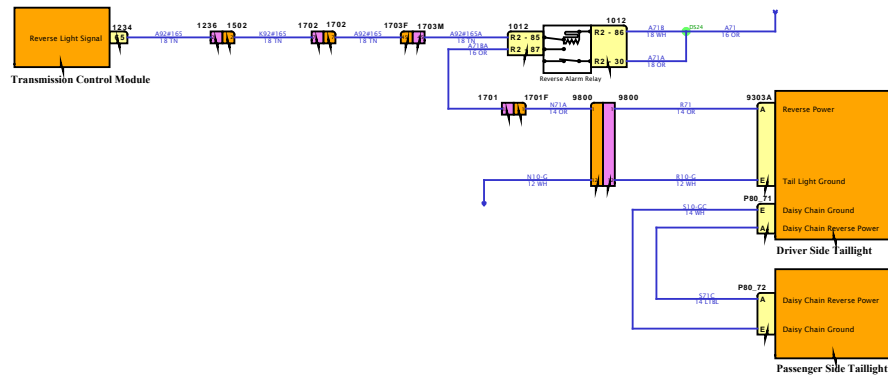 1234
Reverse Light Signal
Transmission Control Module
A92#165
18 TN
1236 1502
K92#165
18 TN
1702 1702
A92#165
18 TN
1703F 1703M
A92#165A
18 TN
A718A
16 OR
1012
R2 - 85
R2 - 87
Reverse Alarm Relay
1012
R2 - 86
R2 - 30
A718
18 WH
A71A
18 OR
DS24
A71
16 OR
1701 1701F
N71A
14 OR
9800 9800
R71
14 OR
9303A
A Reverse Power
N10-G
12 WH
R10-G
12 WH
E Tail Light Ground
P80_71
S10-GC
14 WH
E Daisy Chain Ground
A Daisy Chain Reverse Power
Driver Side Taillight
P80_72
S71C
14 LTBL
A Daisy Chain Reverse Power
E Daisy Chain Ground
Passenger Side Taillight